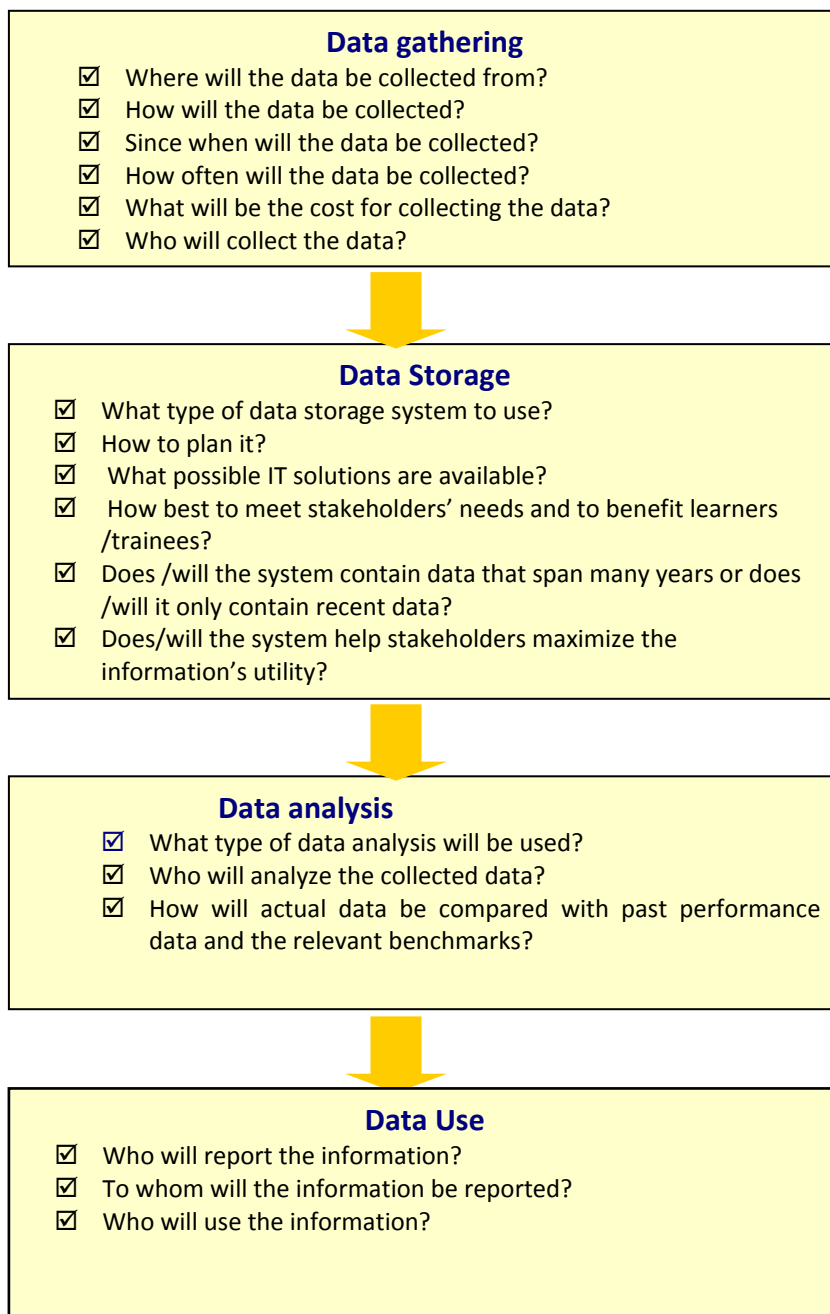 Data gathering
☑ Where will the data be collected from?
☑ How will the data be collected?
☑ Since when will the data be collected?
☑ How often will the data be collected?
☑ What will be the cost for collecting the data?
☑ Who will collect the data?
Data Storage
☑ What type of data storage system to use?
☑ How to plan it?
☑ What possible IT solutions are available?
☑ How best to meet stakeholders’ needs and to benefit learners
/trainees?
☑ Does /will the system contain data that span many years or does
/will it only contain recent data?
☑ Does/will the system help stakeholders maximize the
information’s utility?
Data analysis
☑ What type of data analysis will be used?
☑ Who will analyze the collected data?
☑ How will actual data be compared with past performance
data and the relevant benchmarks?
Data Use
☑ Who will report the information?
☑ To whom will the information be reported?
☑ Who will use the information?